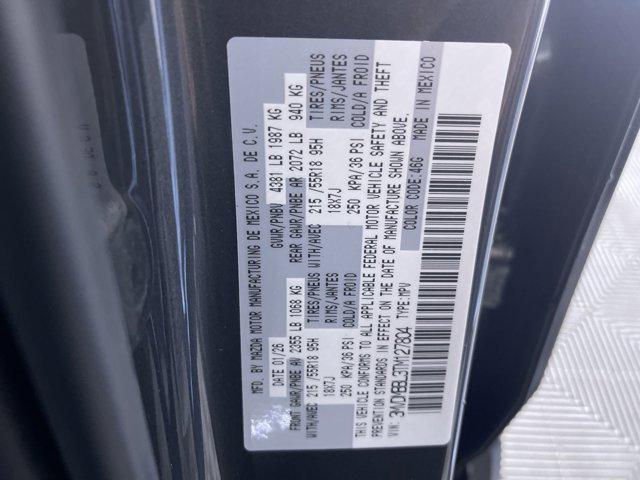 MFD. BY MAZDA MOTOR MANUFACTURING DE MEXICO S.A. DE C.V.
DATE 01/26 GVWR/PNBV 4381 LB 1987 KG
FRONT GAWR/PNBE AV 2355 LB 1068 KG REAR GAWR/PNBE AR 2072 LB 940 KG
WITH/AVEC 215 /55R18 95H TIRES/PNEUS WITH/AVEC 215 /55R18 95H TIRES/PNEUS
18X7J RIMS/JANTES 18X7J RIMS/JANTES
250 KPA/36 PSI COLD/A FROID 250 KPA/36 PSI COLD/A FROID
THIS VEHICLE CONFORMS TO ALL APPLICABLE FEDERAL MOTOR VEHICLE SAFETY AND THEFT
PREVENTION STANDARDS IN EFFECT ON THE DATE OF MANUFACTURE SHOWN ABOVE.
COLOR CODE:46G MADE IN MEXICO
VIN: TYPE:MPV